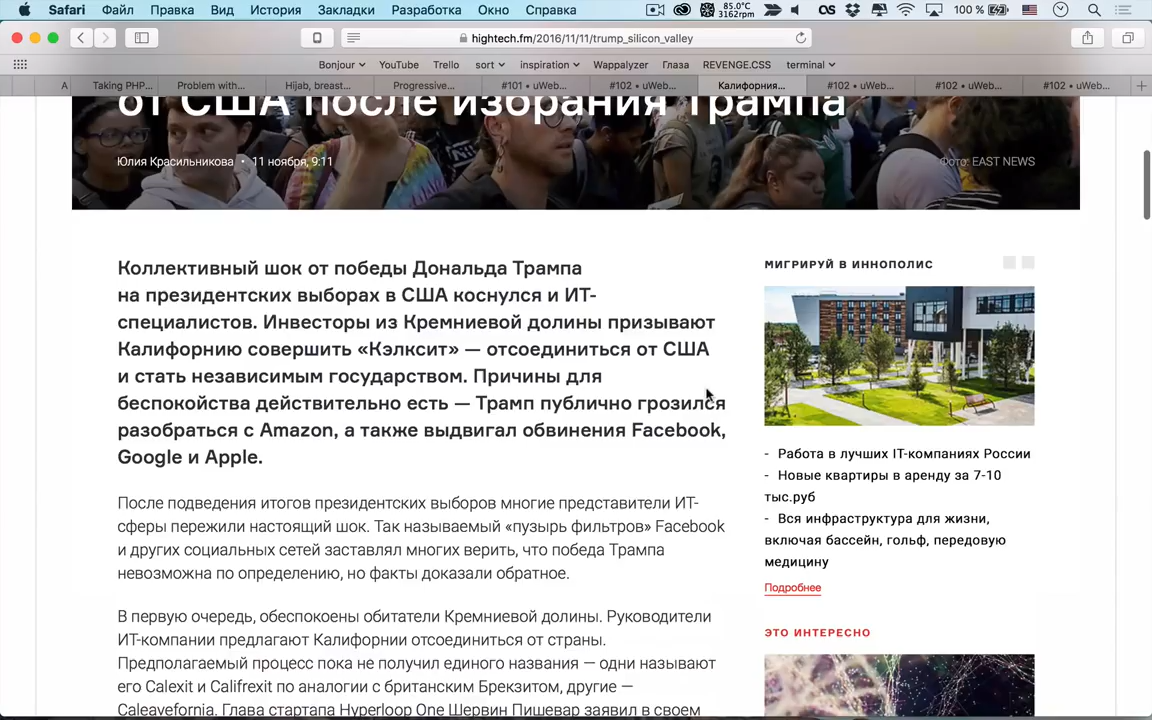 Safari Файл Правка Вид История Закладки Разработка Окно Справка
85.0°C
3162rpm
100 %
hightech.fm/2016/11/11/trump_silicon_valley
Bonjour YouTube Trello sort inspiration Wappalyzer Глаза REVENGE.CSS terminal
A Taking PHP... Problem with... Hijab, breast... Progressive... #101 • uWeb... #102 • uWeb... Калифорния... #102 • uWeb... #102 • uWeb... #102 • uWeb...
от США после избрания Трампа
Юлия Красильникова • 11 ноября, 9:11
Фото: EAST NEWS
Коллективный шок от победы Дональда Трампа
на президентских выборах в США коснулся и ИТ-
специалистов. Инвесторы из Кремниевой долины призывают
Калифорнию совершить «Кэлксит» — отсоединиться от США
и стать независимым государством. Причины для
беспокойства действительно есть — Трамп публично грозился
разобраться с Amazon, а также выдвигал обвинения Facebook,
Google и Apple.
После подведения итогов президентских выборов многие представители ИТ-
сферы пережили настоящий шок. Так называемый «пузырь фильтров» Facebook
и других социальных сетей заставлял многих верить, что победа Трампа
невозможна по определению, но факты доказали обратное.
В первую очередь, обеспокоены обитатели Кремниевой долины. Руководители
ИТ-компании предлагают Калифорнии отсоединиться от страны.
Предполагаемый процесс пока не получил единого названия — одни называют
его Calexit и Califrexit по аналогии с британским Брекзитом, другие —
Caleavefornia. Глава стартапа Hyperloop One Шервин Пишевар заявил в своем
МИГРИРУЙ В ИННОПОЛИС
- Работа в лучших IT-компаниях России
- Новые квартиры в аренду за 7-10
тыс.руб
- Вся инфраструктура для жизни,
включая бассейн, гольф, передовую
медицину
Подробнее
ЭТО ИНТЕРЕСНО